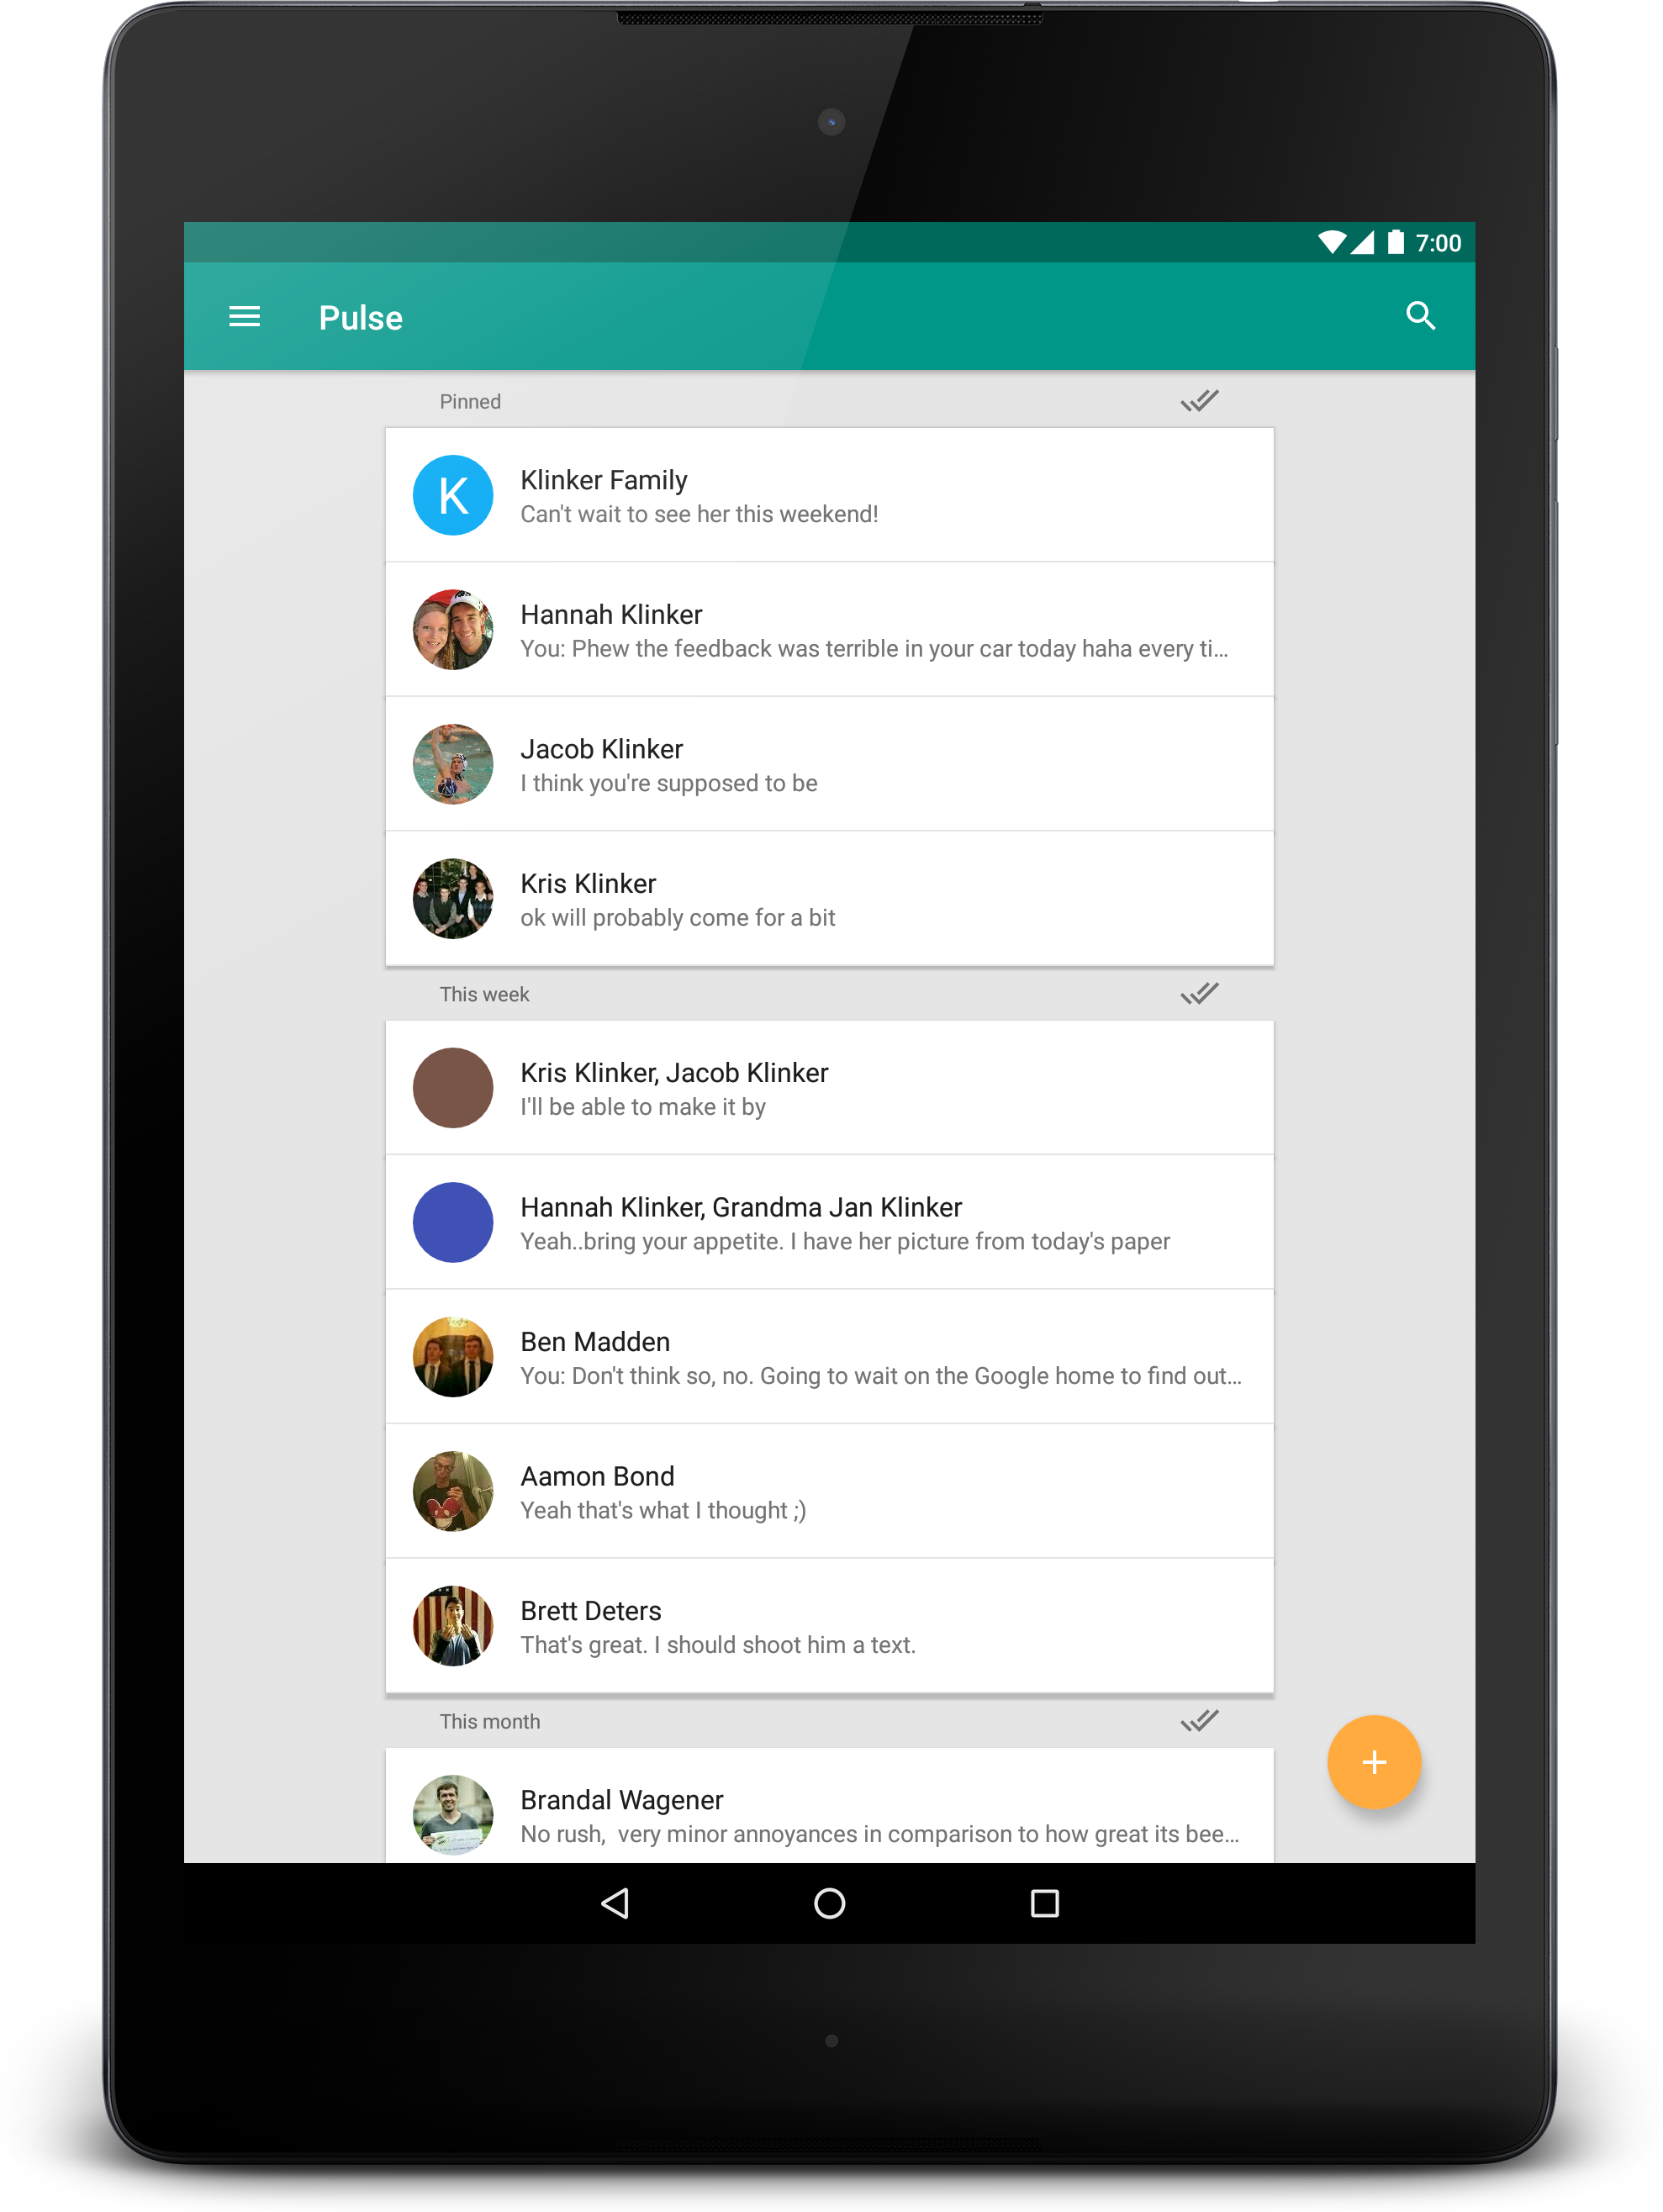 7:00
Pulse
Pinned
K
Klinker Family
Can't wait to see her this weekend!
Hannah Klinker
You: Phew the feedback was terrible in your car today haha every ti...
Jacob Klinker
I think you're supposed to be
Kris Klinker
ok will probably come for a bit
This week
Kris Klinker, Jacob Klinker
I'll be able to make it by
Hannah Klinker, Grandma Jan Klinker
Yeah..bring your appetite. I have her picture from today's paper
Ben Madden
You: Don't think so, no. Going to wait on the Google home to find out...
Aamon Bond
Yeah that's what I thought ;)
Brett Deters
That's great. I should shoot him a text.
This month
Brandal Wagener
No rush,  very minor annoyances in comparison to how great its bee...